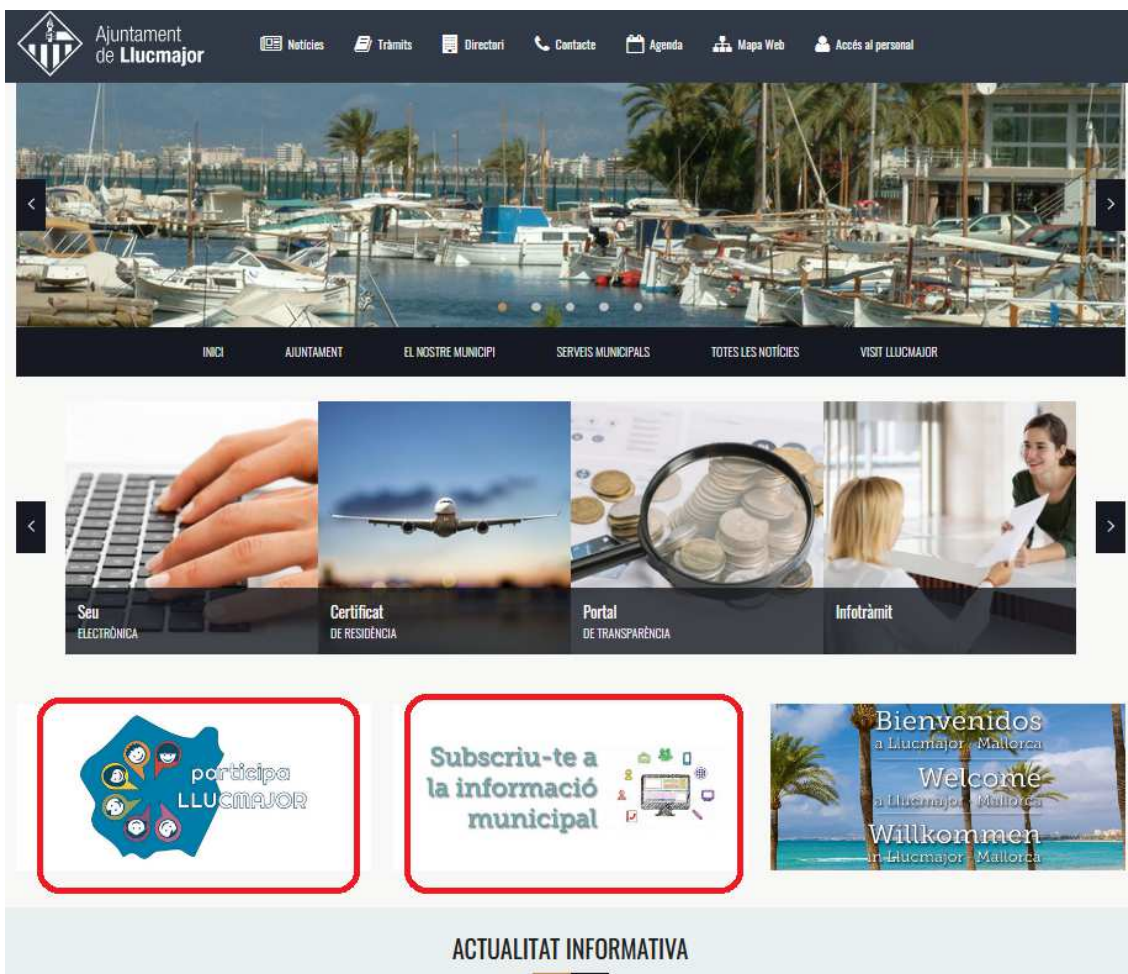 Ajuntament
de Llucmajor
Notícies
Tràmits
Directori
Contacte
Agenda
Mapa Web
Accés al personal
INICI
AJUNTAMENT
EL NOSTRE MUNICIPI
SERVEIS MUNICIPALS
TOTES LES NOTÍCIES
VISIT LLUCMAJOR
Seu
ELECTRÒNICA
Certificat
DE RESIDÈNCIA
Portal
DE TRANSPARÈNCIA
Infotràmit
participa
LLUCMAJOR
Subscriu-te a
la informació
municipal
Bienvenidos
a Llucmajor - Mallorca
Welcome
a Llucmajor - Mallorca
Willkommen
in Llucmajor - Mallorca
ACTUALITAT INFORMATIVA